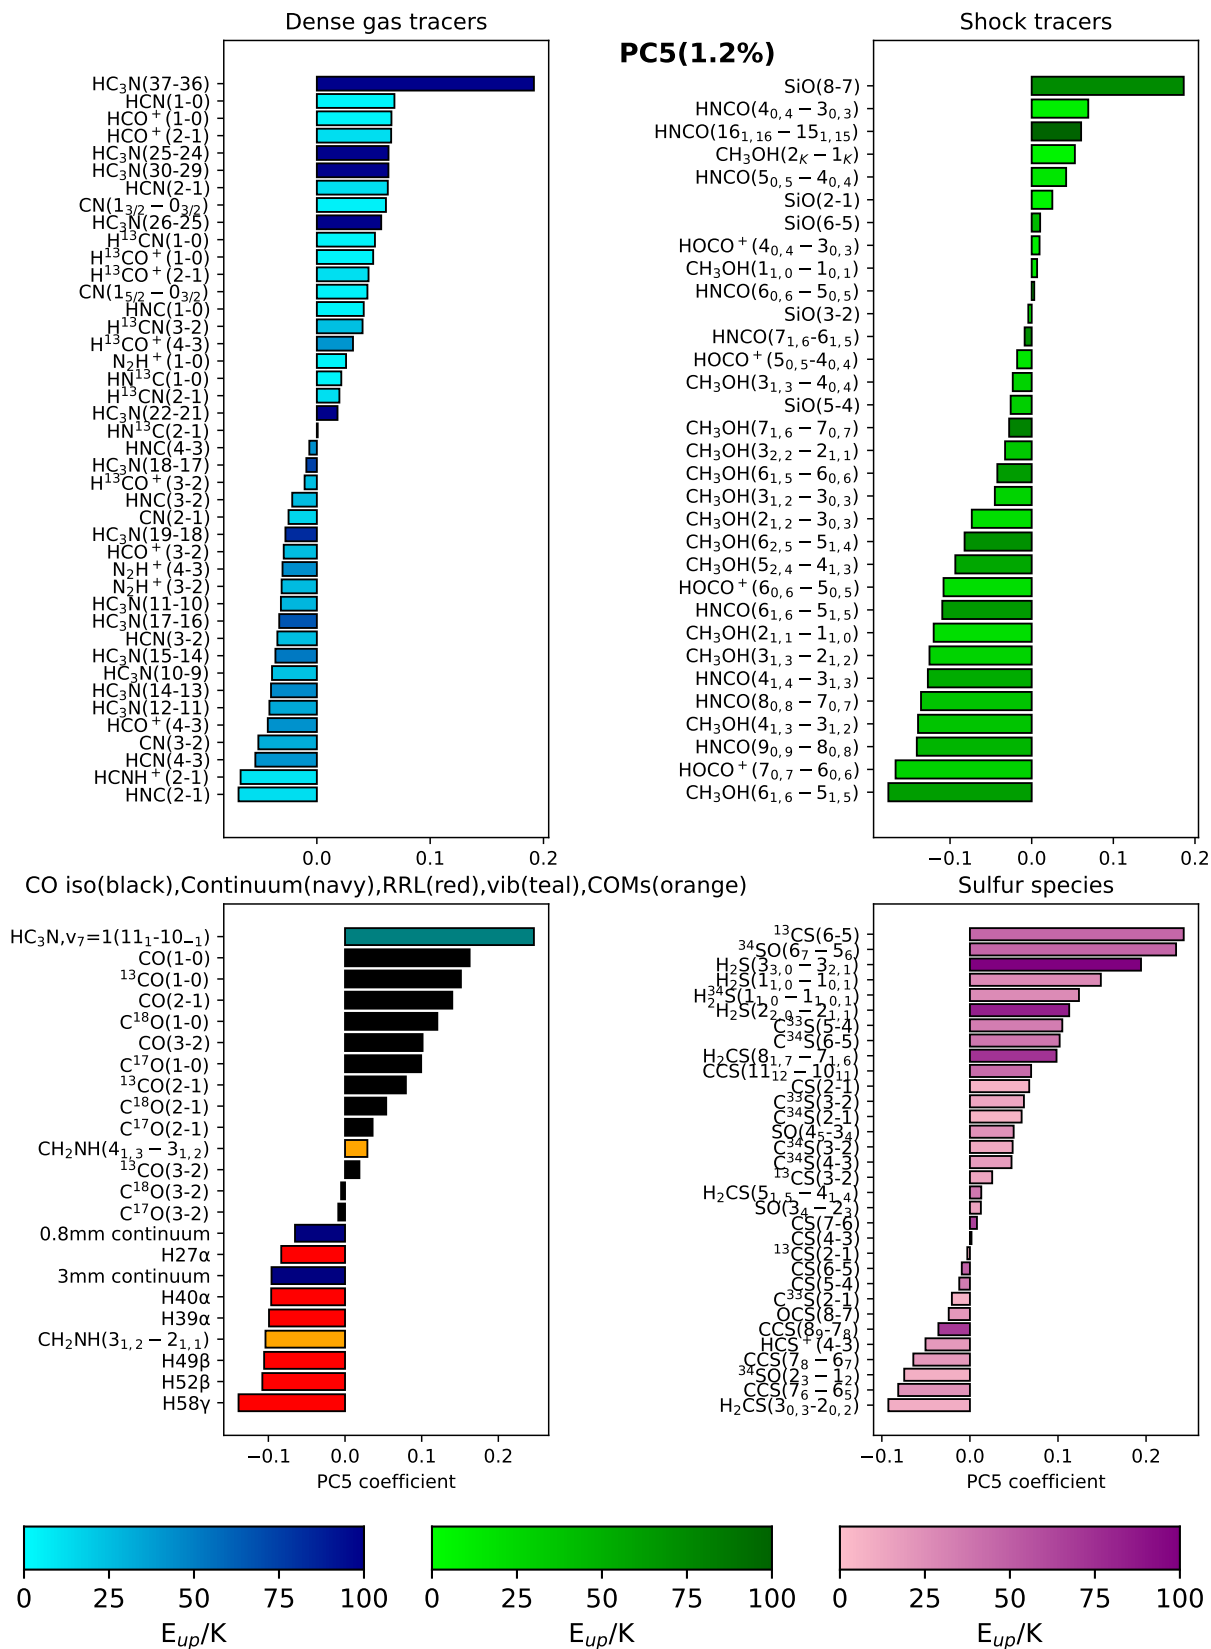 Dense gas tracers
HC₃N(37-36)
HCN(1-0)
HCO⁺(1-0)
HCO⁺(2-1)
HC₃N(25-24)
HC₃N(30-29)
HCN(2-1)
CN(1₃/₂ − 0₃/₂)
HC₃N(26-25)
H¹³CN(1-0)
H¹³CO⁺(1-0)
H¹³CO⁺(2-1)
CN(1₅/₂ − 0₃/₂)
HNC(1-0)
H¹³CN(3-2)
H¹³CO⁺(4-3)
N₂H⁺(1-0)
HN¹³C(1-0)
H¹³CN(2-1)
HC₃N(22-21)
HN¹³C(2-1)
HNC(4-3)
HC₃N(18-17)
H¹³CO⁺(3-2)
HNC(3-2)
CN(2-1)
HC₃N(19-18)
HCO⁺(3-2)
N₂H⁺(4-3)
N₂H⁺(3-2)
HC₃N(11-10)
HC₃N(17-16)
HCN(3-2)
HC₃N(15-14)
HC₃N(10-9)
HC₃N(14-13)
HC₃N(12-11)
HCO⁺(4-3)
CN(3-2)
HCN(4-3)
HCNH⁺(2-1)
HNC(2-1)
0.0 0.1 0.2
PC5(1.2%)
Shock tracers
SiO(8-7)
HNCO(4₀,₄ − 3₀,₃)
HNCO(16₁,₁₆ − 15₁,₁₅)
CH₃OH(2_K − 1_K)
HNCO(5₀,₅ − 4₀,₄)
SiO(2-1)
SiO(6-5)
HOCO⁺(4₀,₄ − 3₀,₃)
CH₃OH(1₁,₀ − 1₀,₁)
HNCO(6₀,₆ − 5₀,₅)
SiO(3-2)
HNCO(7₁,₆-6₁,₅)
HOCO⁺(5₀,₅-4₀,₄)
CH₃OH(3₁,₃ − 4₀,₄)
SiO(5-4)
CH₃OH(7₁,₆ − 7₀,₇)
CH₃OH(3₂,₂ − 2₁,₁)
CH₃OH(6₁,₅ − 6₀,₆)
CH₃OH(3₁,₂ − 3₀,₃)
CH₃OH(2₁,₂ − 3₀,₃)
CH₃OH(6₂,₅ − 5₁,₄)
CH₃OH(5₂,₄ − 4₁,₃)
HOCO⁺(6₀,₆ − 5₀,₅)
HNCO(6₁,₆ − 5₁,₅)
CH₃OH(2₁,₁ − 1₁,₀)
CH₃OH(3₁,₃ − 2₁,₂)
HNCO(4₁,₄ − 3₁,₃)
HNCO(8₀,₈ − 7₀,₇)
CH₃OH(4₁,₃ − 3₁,₂)
HNCO(9₀,₉ − 8₀,₈)
HOCO⁺(7₀,₇ − 6₀,₆)
CH₃OH(6₁,₆ − 5₁,₅)
−0.1 0.0 0.1 0.2
CO iso(black),Continuum(navy),RRL(red),vib(teal),COMs(orange)
HC₃N,v₇=1(11₁-10₋₁)
CO(1-0)
¹³CO(1-0)
CO(2-1)
C¹⁸O(1-0)
CO(3-2)
C¹⁷O(1-0)
¹³CO(2-1)
C¹⁸O(2-1)
C¹⁷O(2-1)
CH₂NH(4₁,₃ − 3₁,₂)
¹³CO(3-2)
C¹⁸O(3-2)
C¹⁷O(3-2)
0.8mm continuum
H27α
3mm continuum
H40α
H39α
CH₂NH(3₁,₂ − 2₁,₁)
H49β
H52β
H58γ
−0.1 0.0 0.1 0.2
PC5 coefficient
Sulfur species
¹³CS(6-5)
³⁴SO(6₇ − 5₆)
H₂S(3₃,₀ − 3₂,₁)
H₂S(1₁,₀ − 1₀,₁)
H₂³⁴S(1₁,₀ − 1₁,₀,₁)
H₂S(2₂,₀ − 2₁,₁)
C³³S(5-4)
C³⁴S(6-5)
H₂CS(8₁,₇ − 7₁,₆)
CCS(11₁₂ − 10₁₁)
CS(2-1)
C³³S(3-2)
C³⁴S(2-1)
SO(4₅-3₄)
C³⁴S(3-2)
C³⁴S(4-3)
¹³CS(3-2)
H₂CS(5₁,₅ − 4₁,₄)
SO(3₄ − 2₃)
CS(7-6)
CS(4-3)
¹³CS(2-1)
CS(6-5)
CS(5-4)
C³³S(2-1)
OCS(8-7)
CCS(8₉-7₈)
HCS⁺(4-3)
CCS(7₈ − 6₇)
³⁴SO(2₃ − 1₂)
CCS(7₆ − 6₅)
H₂CS(3₀,₃-2₀,₂)
−0.1 0.0 0.1 0.2
PC5 coefficient
0 25 50 75 100
E_up/K
0 25 50 75 100
E_up/K
0 25 50 75 100
E_up/K